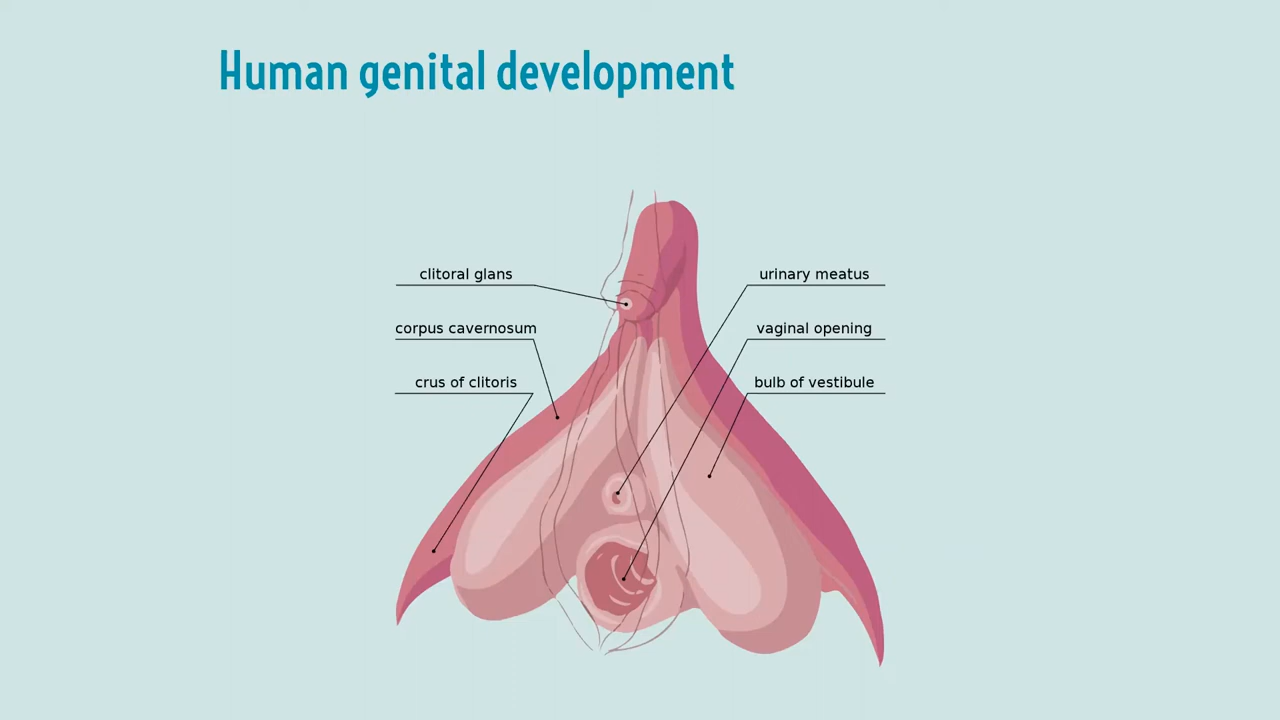 Human genital development
clitoral glans
urinary meatus
corpus cavernosum
vaginal opening
crus of clitoris
bulb of vestibule